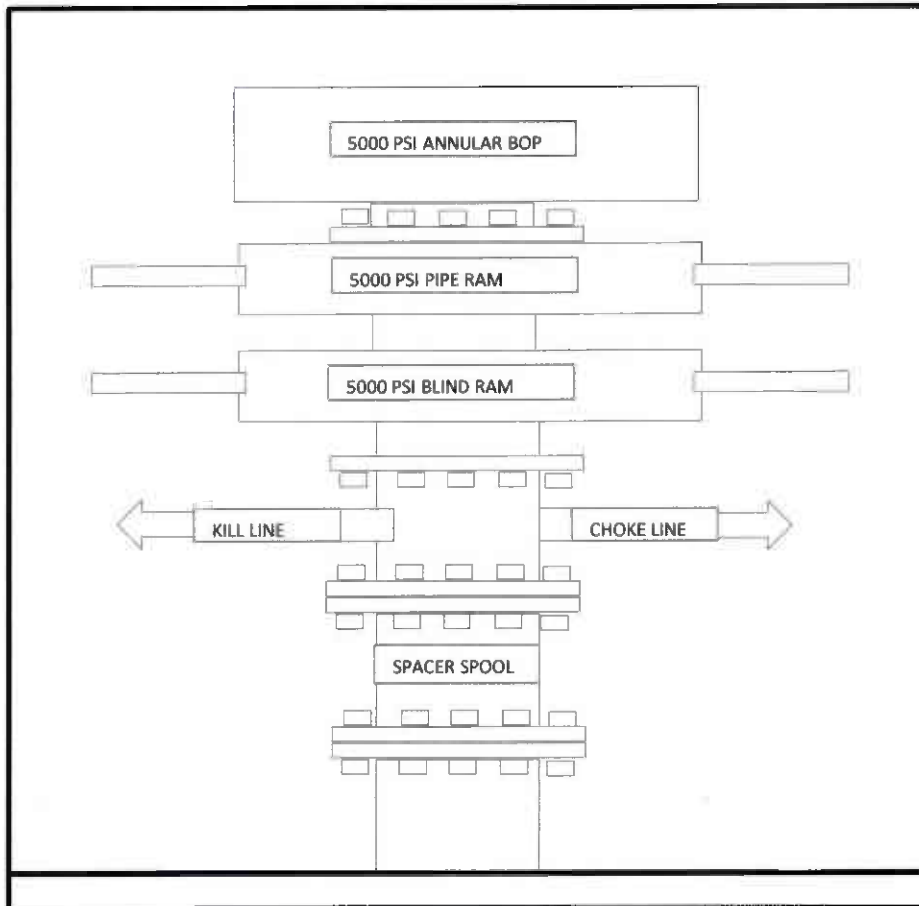 5000 PSI ANNULAR BOP
5000 PSI PIPE RAM
5000 PSI BLIND RAM
KILL LINE
CHOKE LINE
SPACER SPOOL